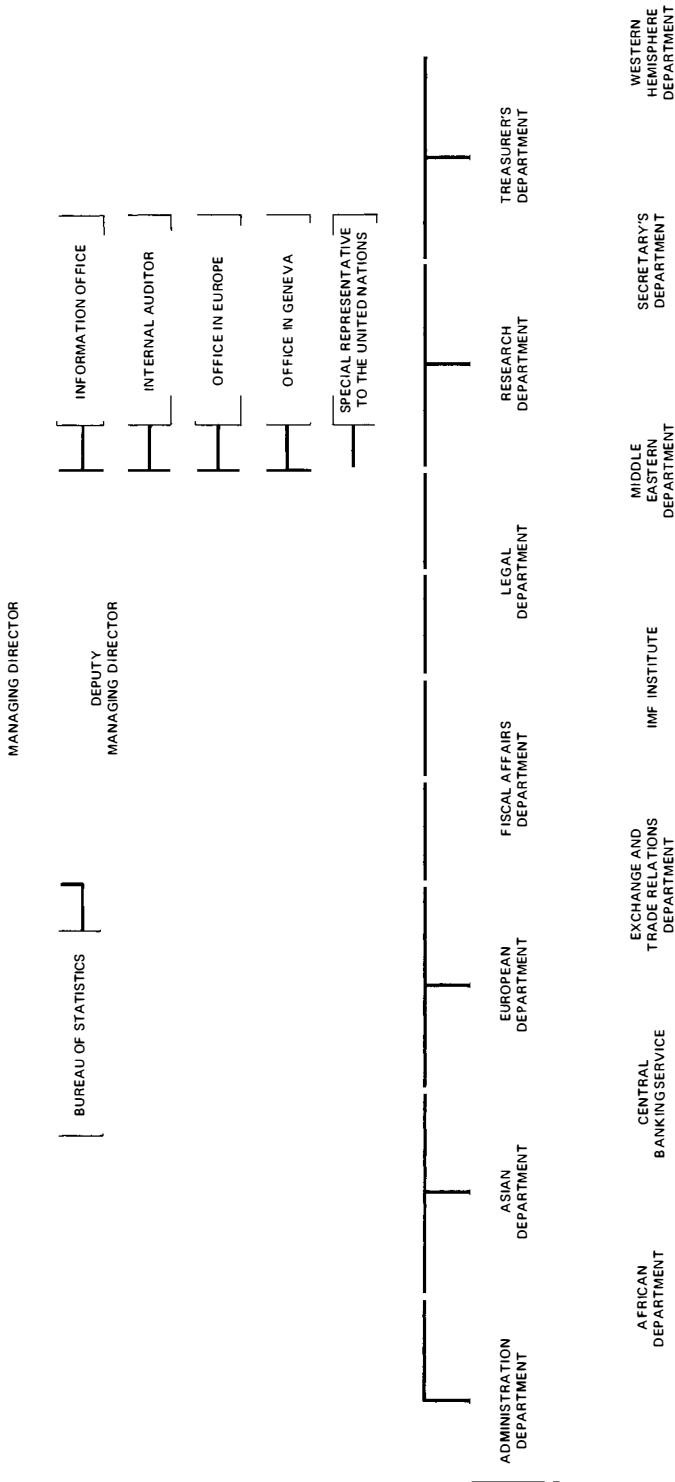 MANAGING DIRECTOR
DEPUTY
MANAGING DIRECTOR
BUREAU OF STATISTICS
INFORMATION OFFICE
INTERNAL AUDITOR
OFFICE IN EUROPE
OFFICE IN GENEVA
SPECIAL REPRESENTATIVE
TO THE UNITED NATIONS
ADMINISTRATION
DEPARTMENT
ASIAN
DEPARTMENT
EUROPEAN
DEPARTMENT
FISCAL AFFAIRS
DEPARTMENT
LEGAL
DEPARTMENT
RESEARCH
DEPARTMENT
TREASURER'S
DEPARTMENT
AFRICAN
DEPARTMENT
CENTRAL
BANKING SERVICE
EXCHANGE AND
TRADE RELATIONS
DEPARTMENT
IMF INSTITUTE
MIDDLE
EASTERN
DEPARTMENT
SECRETARY'S
DEPARTMENT
WESTERN
HEMISPHERE
DEPARTMENT